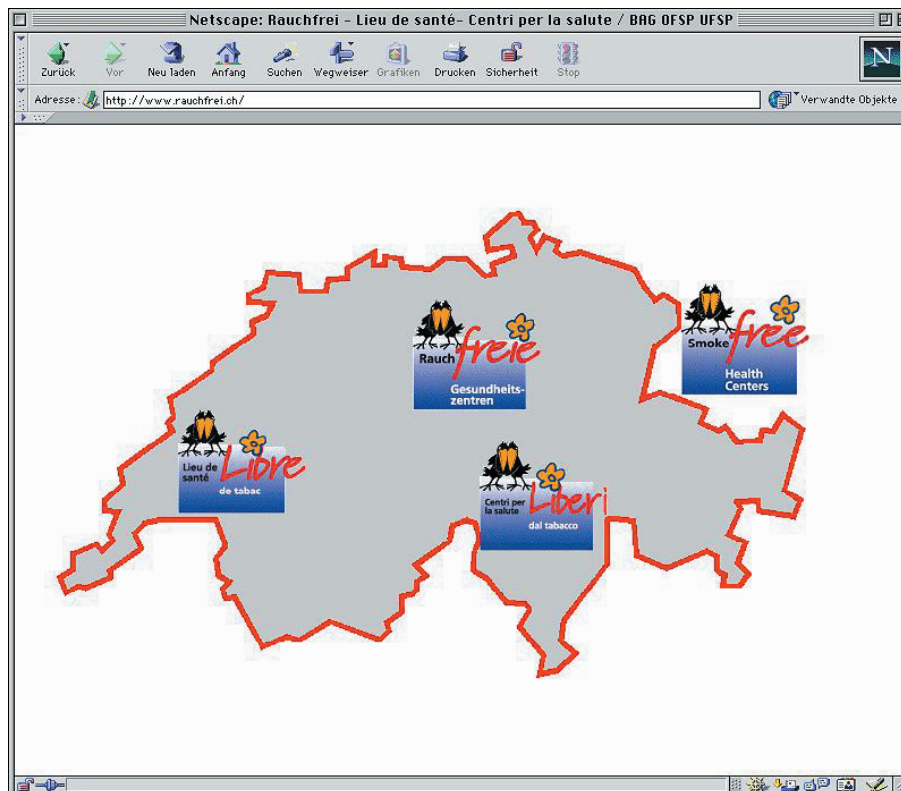 Netscape: Rauchfrei - Lieu de santé- Centri per la salute / BAG OFSP UFSP
Zurück Vor Neu laden Anfang Suchen Wegweiser Grafiken Drucken Sicherheit Stop
N
Adresse: http://www.rauchfrei.ch/ Verwandte Objekte
Rauch freie
Gesundheits-
zentren
Smoke free
Health
Centers
Lieu de
santé Libre
de tabac
Centri per
la salute Liberi
dal tabacco